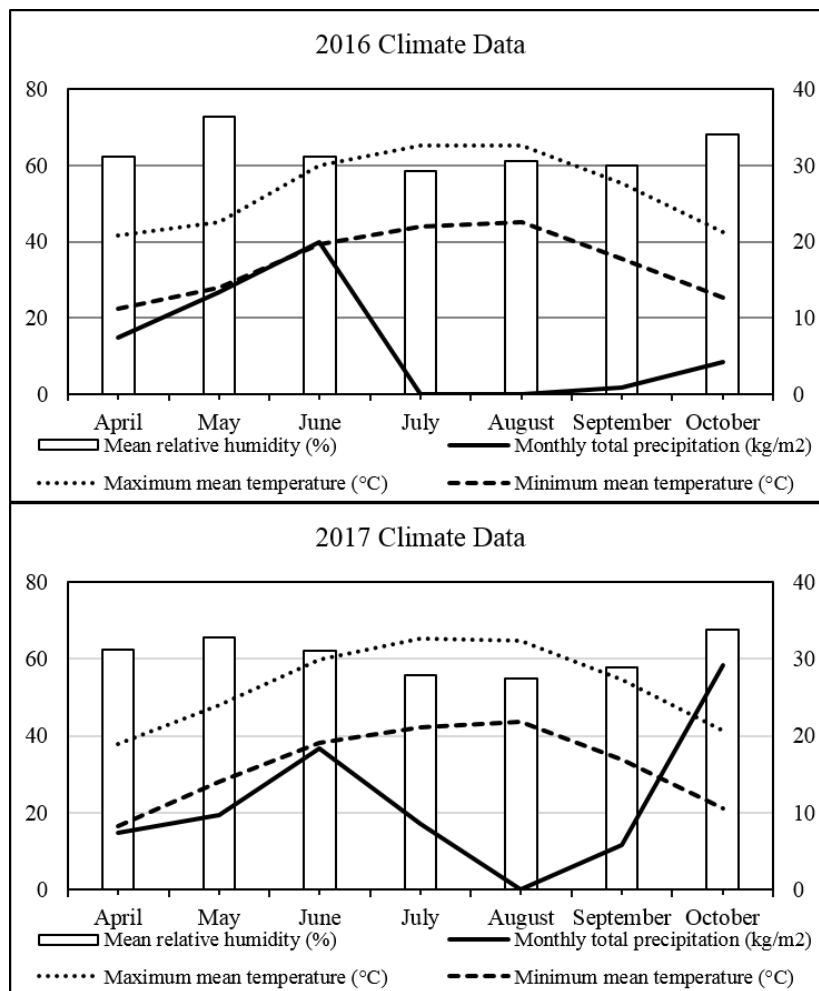 2016 Climate Data
80
60
40
20
0
40
30
20
10
0
April May June July August September October
Mean relative humidity (%) Monthly total precipitation (kg/m2)
Maximum mean temperature (°C) Minimum mean temperature (°C)
2017 Climate Data
80
60
40
20
0
40
30
20
10
0
April May June July August September October
Mean relative humidity (%) Monthly total precipitation (kg/m2)
Maximum mean temperature (°C) Minimum mean temperature (°C)